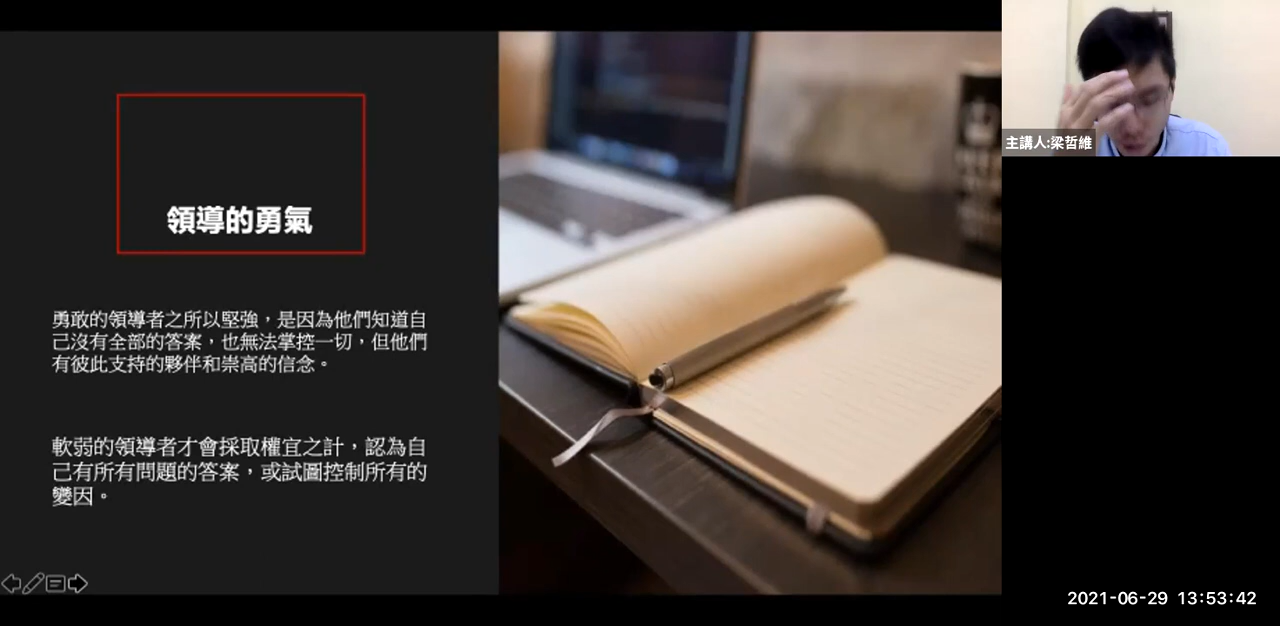 領導的勇氣
勇敢的領導者之所以堅強，是因為他們知道自
己沒有全部的答案，也無法掌控一切，但他們
有彼此支持的夥伴和崇高的信念。
軟弱的領導者才會採取權宜之計，認為自
己有所有問題的答案，或試圖控制所有的
變因。
主講人:梁哲維
2021-06-29 13:53:42